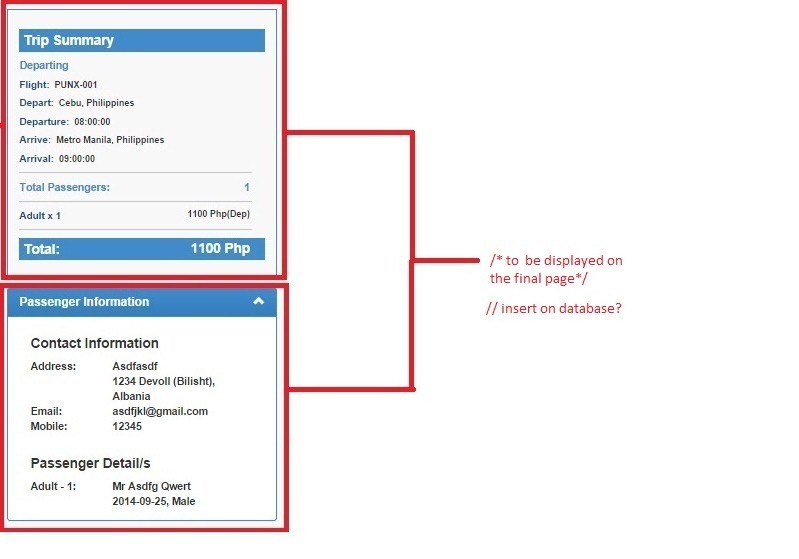 Trip Summary
Departing
Flight: PUNX-001
Depart: Cebu, Philippines
Departure: 08:00:00
Arrive: Metro Manila, Philippines
Arrival: 09:00:00
Total Passengers: 1
Adult x 1 1100 Php(Dep)
Total: 1100 Php
Passenger Information
Contact Information
Address: Asdfasdf
1234 Devoll (Bilisht),
Albania
Email: asdfjkl@gmail.com
Mobile: 12345
Passenger Detail/s
Adult - 1: Mr Asdfg Qwert
2014-09-25, Male
/* to be displayed on
the final page*/
// insert on database?